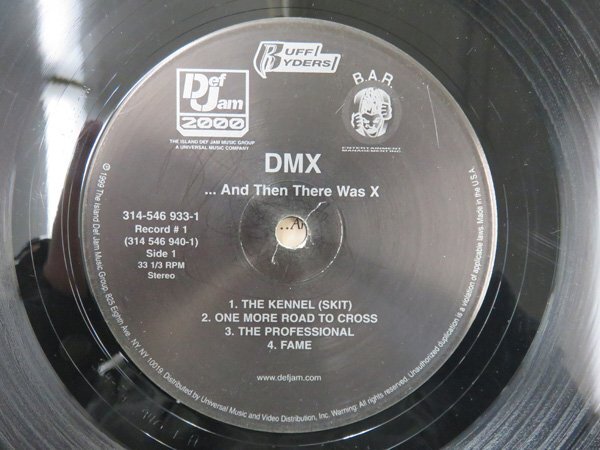 RUFF
RYDERS
Def
Jam
2000
THE ISLAND DEF JAM MUSIC GROUP
A UNIVERSAL MUSIC COMPANY
B.A.R.
ENTERTAINMENT
DMX
... And Then There Was X
314-546 933-1
Record # 1
(314 546 940-1)
Side 1
33 1/3 RPM
Stereo
1. THE KENNEL (SKIT)
2. ONE MORE ROAD TO CROSS
3. THE PROFESSIONAL
4. FAME
www.defjam.com
℗ 1999 The Island Def Jam Music Group. 825 Eighth Ave., NY, NY 10019. Distributed by Universal Music and Video Distribution, Inc. Warning: All rights reserved. Unauthorized duplication is a violation of applicable laws. Made in the U.S.A.